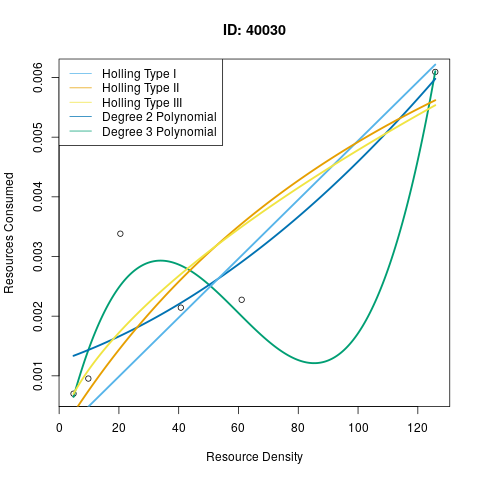 ID: 40030
Holling Type I
Holling Type II
Holling Type III
Degree 2 Polynomial
Degree 3 Polynomial
Resources Consumed
0.006
0.005
0.004
0.003
0.002
0.001
0 20 40 60 80 100 120
Resource Density